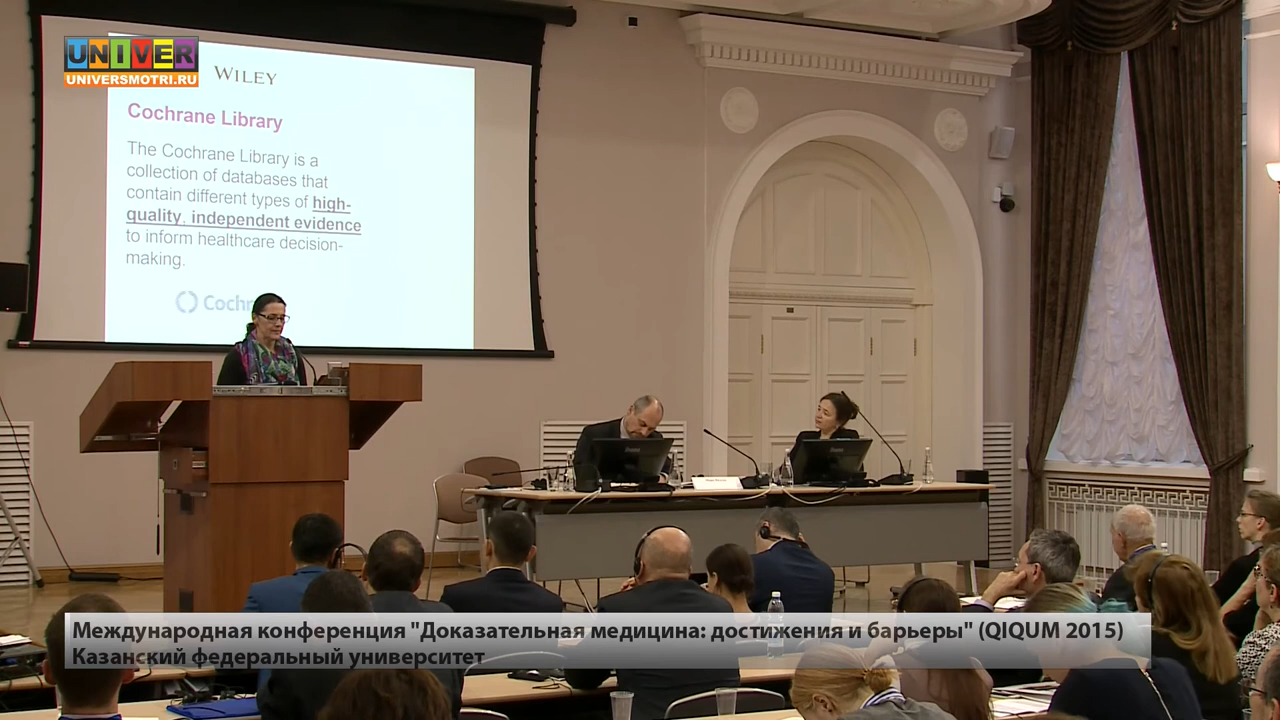 UNIVER
UNIVERSMOTRI.RU
WILEY
Cochrane Library
The Cochrane Library is a
collection of databases that
contain different types of high-
quality, independent evidence
to inform healthcare decision-
making.
Международная конференция "Доказательная медицина: достижения и барьеры" (QIQUM 2015)
Казанский федеральный университет